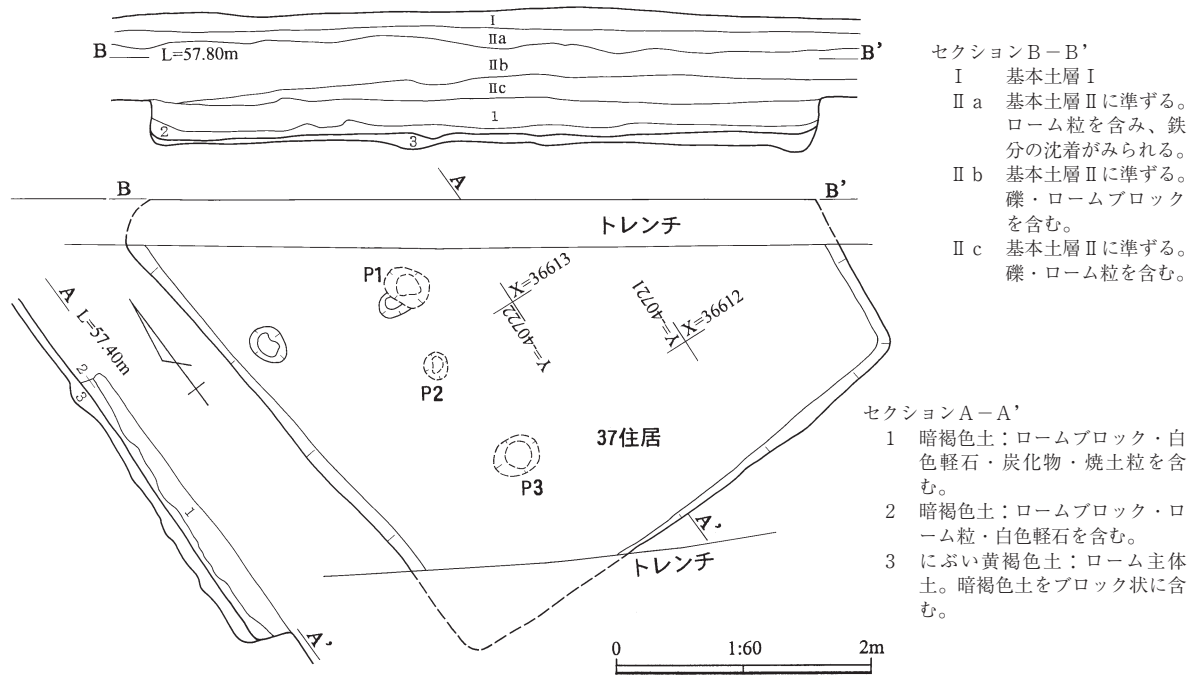 Ⅰ
Ⅱa
B L=57.80m B’
Ⅱb
Ⅱc
1
2
3
セクションB－B’
Ⅰ 基本土層Ⅰ
Ⅱa 基本土層Ⅱに準ずる。
ローム粒を含み、鉄
分の沈着がみられる。
Ⅱb 基本土層Ⅱに準ずる。
礫・ロームブロック
を含む。
Ⅱc 基本土層Ⅱに準ずる。
礫・ローム粒を含む。
B A B’
トレンチ
P1
X=36613
Y=-40722
Y=-40721
X=36612
A L=57.40m
2
3
1
P2
37住居
P3
A’
トレンチ
A’
セクションA－A’
1 暗褐色土：ロームブロック・白
色軽石・炭化物・焼土粒を含
む。
2 暗褐色土：ロームブロック・ロ
ーム粒・白色軽石を含む。
3 にぶい黄褐色土：ローム主体
土。暗褐色土をブロック状に含
む。
0 1:60 2m